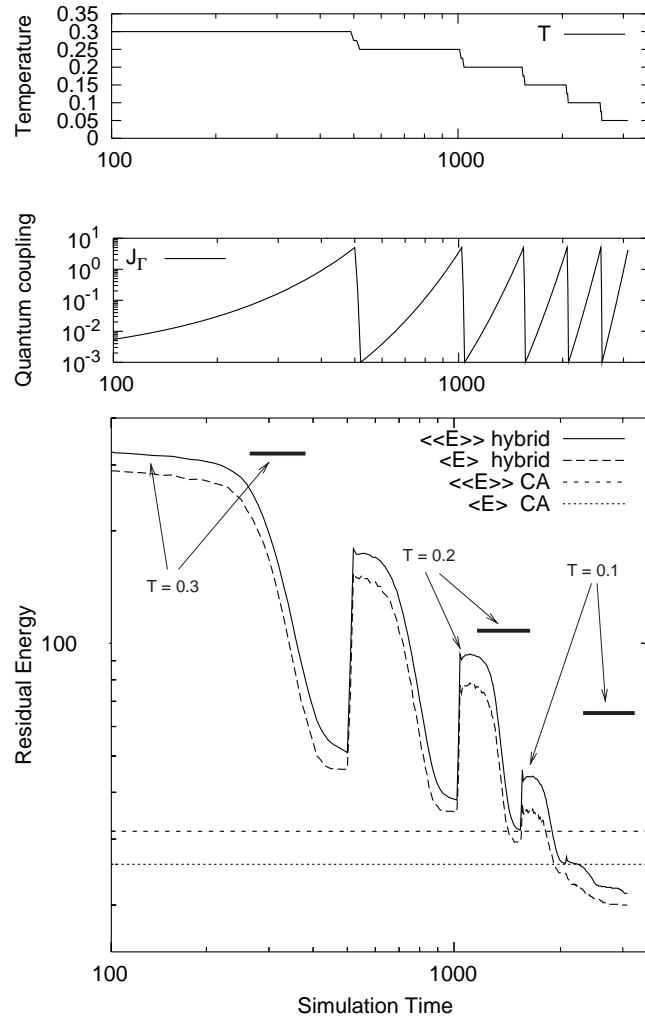 Temperature
0.35
0.3
0.25
0.2
0.15
0.1
0.05
0
T
100
1000
Quantum coupling
10^1
10^0
10^-1
10^-2
10^-3
J_Γ
100
1000
Residual Energy
100
<<E>> hybrid
<E> hybrid
<<E>> CA
<E> CA
T = 0.3
T = 0.2
T = 0.1
100
1000
Simulation Time